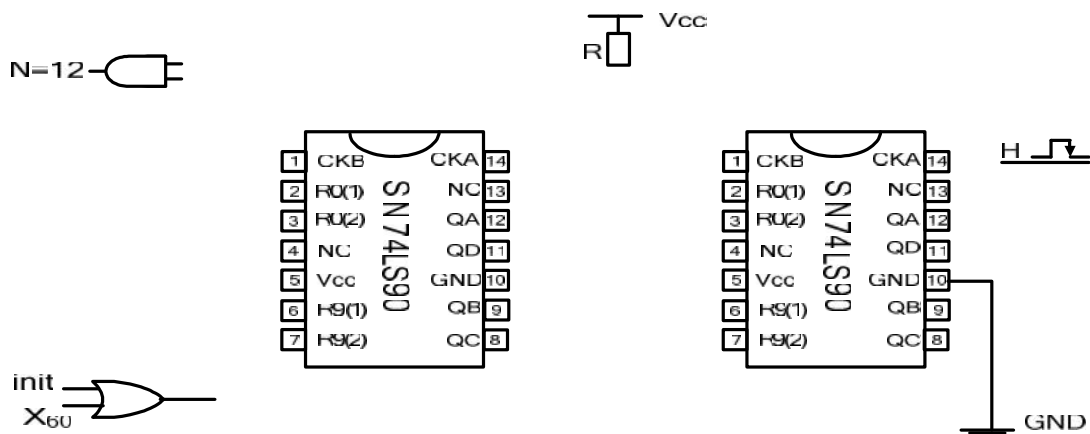 Vcc
R
N=12
1 CKB CKA 14
2 R0(1) NC 13
3 R0(2) QA 12
4 NC QD 11
5 Vcc GND 10
6 R9(1) QB 9
7 R9(2) QC 8
SN74LS90
1 CKB CKA 14
2 R0(1) NC 13
3 R0(2) QA 12
4 NC QD 11
5 Vcc GND 10
6 R9(1) QB 9
7 R9(2) QC 8
SN74LS90
H
init
X60
GND